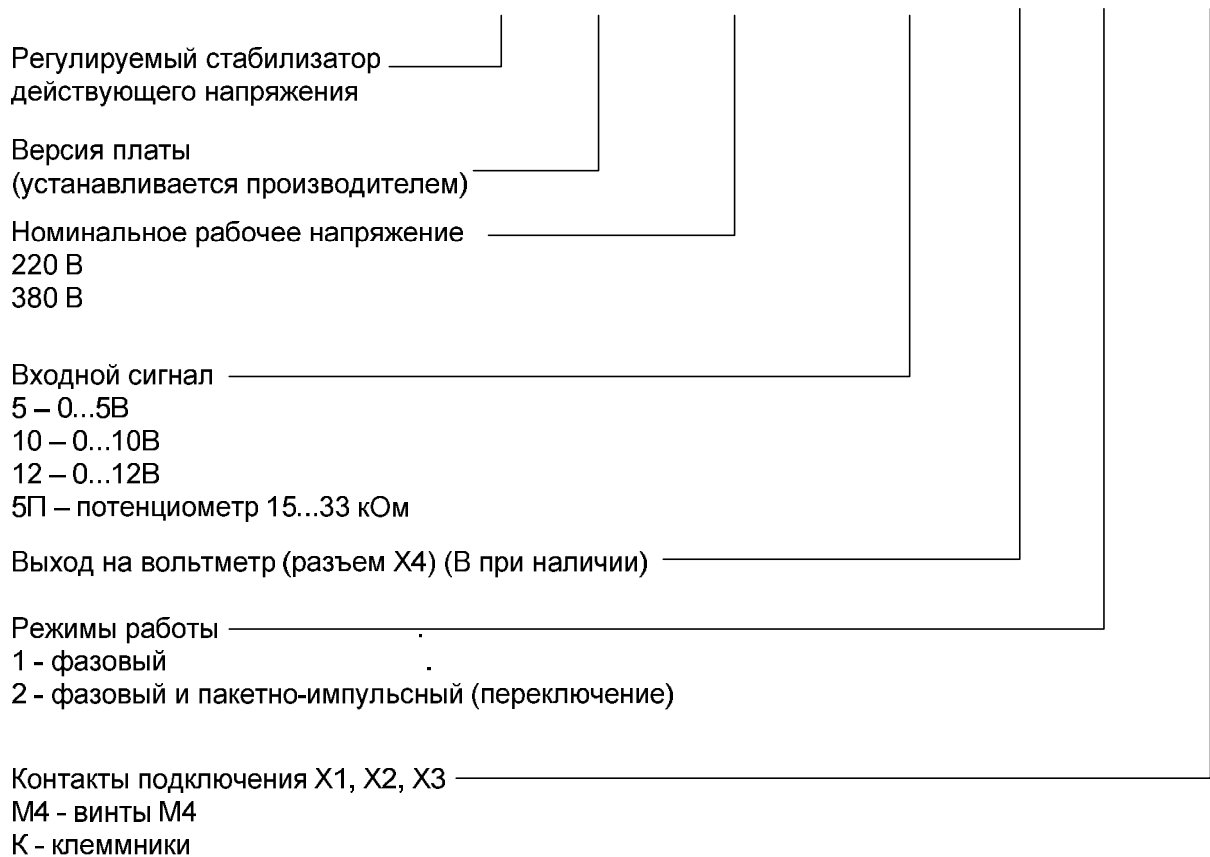 Регулируемый стабилизатор
действующего напряжения
Версия платы
(устанавливается производителем)
Номинальное рабочее напряжение
220 В
380 В
Входной сигнал
5 – 0...5В
10 – 0...10В
12 – 0...12В
5П – потенциометр 15...33 кОм
Выход на вольтметр (разъем Х4) (В при наличии)
Режимы работы
1 - фазовый
2 - фазовый и пакетно-импульсный (переключение)
Контакты подключения Х1, Х2, Х3
М4 - винты М4
К - клеммники